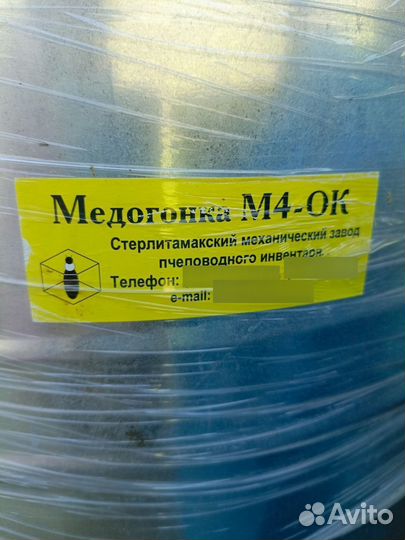 Медогонка М4-ОК
Стерлитамакский механический завод
пчеловодного инвентаря.
Телефон:
e-mail:
Avito